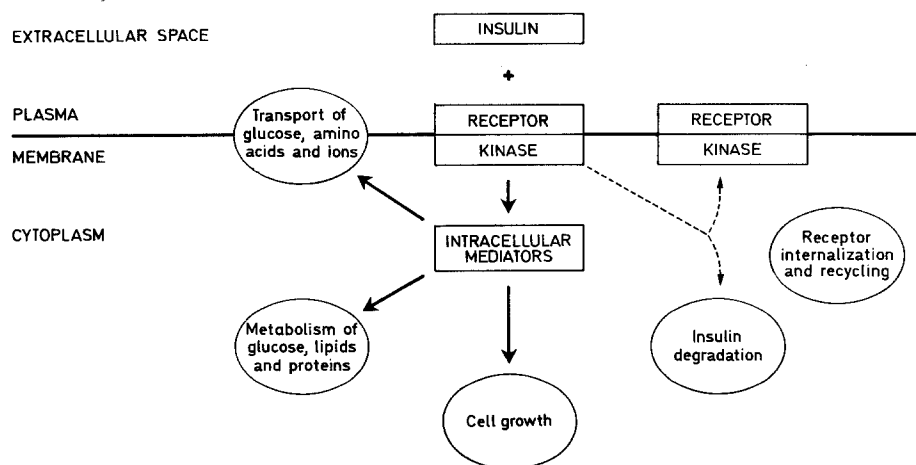 EXTRACELLULAR SPACE
INSULIN
+
PLASMA
MEMBRANE
Transport of
glucose, amino
acids and ions
RECEPTOR
KINASE
RECEPTOR
KINASE
CYTOPLASM
INTRACELLULAR
MEDIATORS
Receptor
internalization
and recycling
Metabolism of
glucose, lipids
and proteins
Insulin
degradation
Cell growth